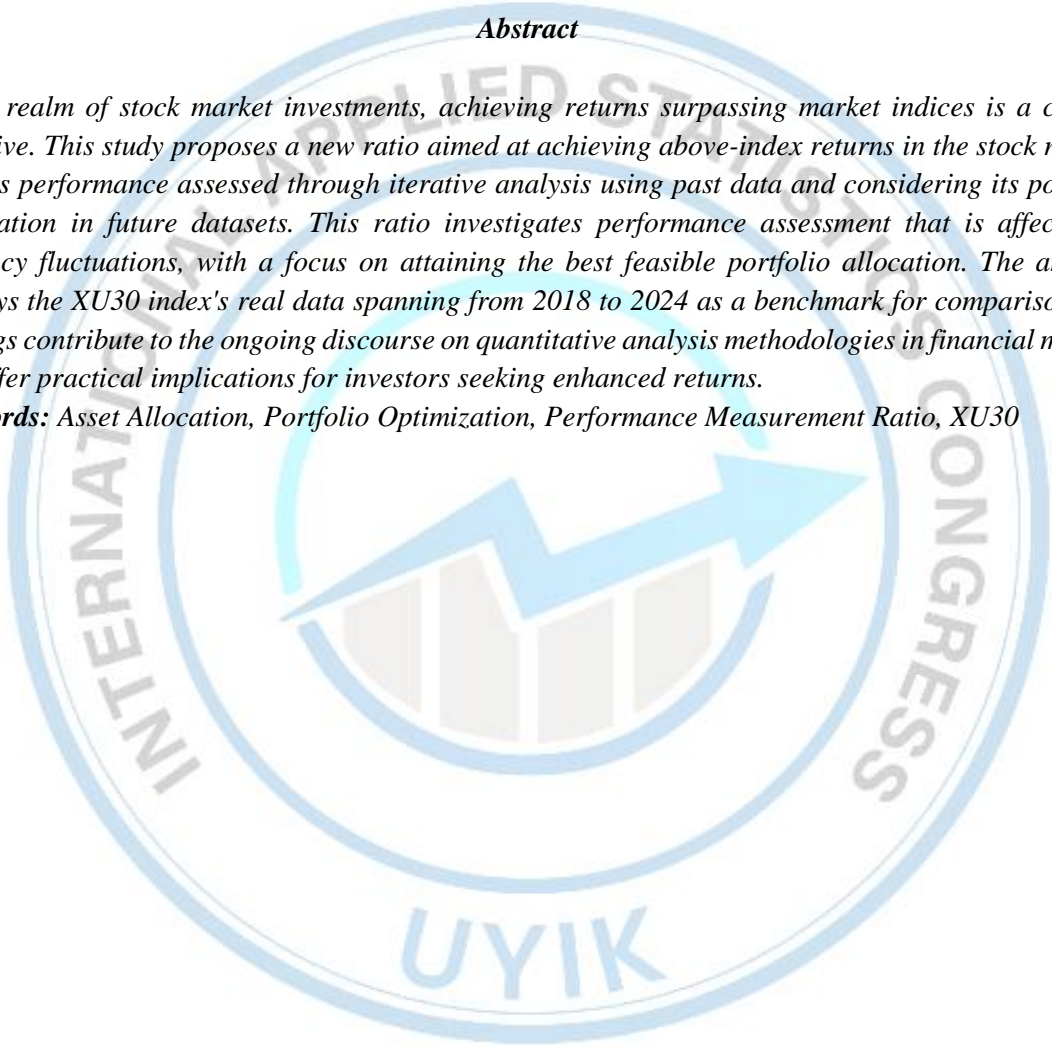 Abstract
realm of stock market investments, achieving returns surpassing market indices is a c
ive. This study proposes a new ratio aimed at achieving above-index returns in the stock
s performance assessed through iterative analysis using past data and considering its po
ation in future datasets. This ratio investigates performance assessment that is affec
cy fluctuations, with a focus on attaining the best feasible portfolio allocation. The a
ys the XU30 index's real data spanning from 2018 to 2024 as a benchmark for compariso
gs contribute to the ongoing discourse on quantitative analysis methodologies in financial m
ffer practical implications for investors seeking enhanced returns.
ords: Asset Allocation, Portfolio Optimization, Performance Measurement Ratio, XU30
INTERNATIONAL APPLIED STATISTICS CONGRESS
UYIK